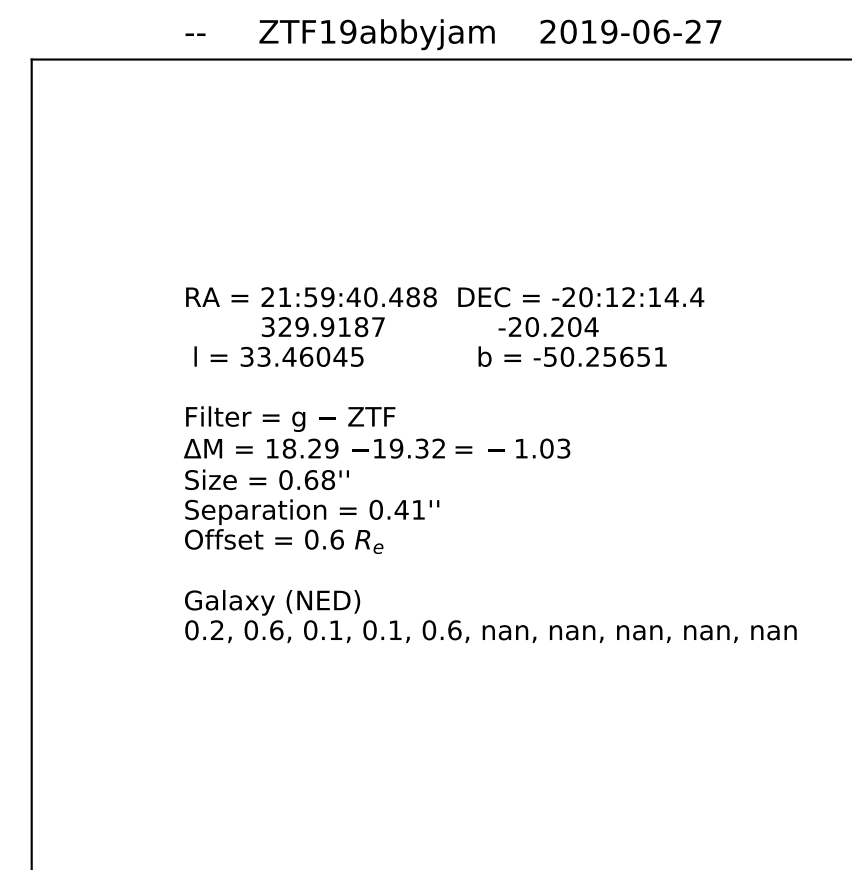 -- ZTF19abbyjam 2019-06-27
RA = 21:59:40.488 DEC = -20:12:14.4
329.9187 -20.204
l = 33.46045 b = -50.25651
Filter = g − ZTF
ΔM = 18.29 −19.32 = − 1.03
Size = 0.68''
Separation = 0.41''
Offset = 0.6 Re
Galaxy (NED)
0.2, 0.6, 0.1, 0.1, 0.6, nan, nan, nan, nan, nan